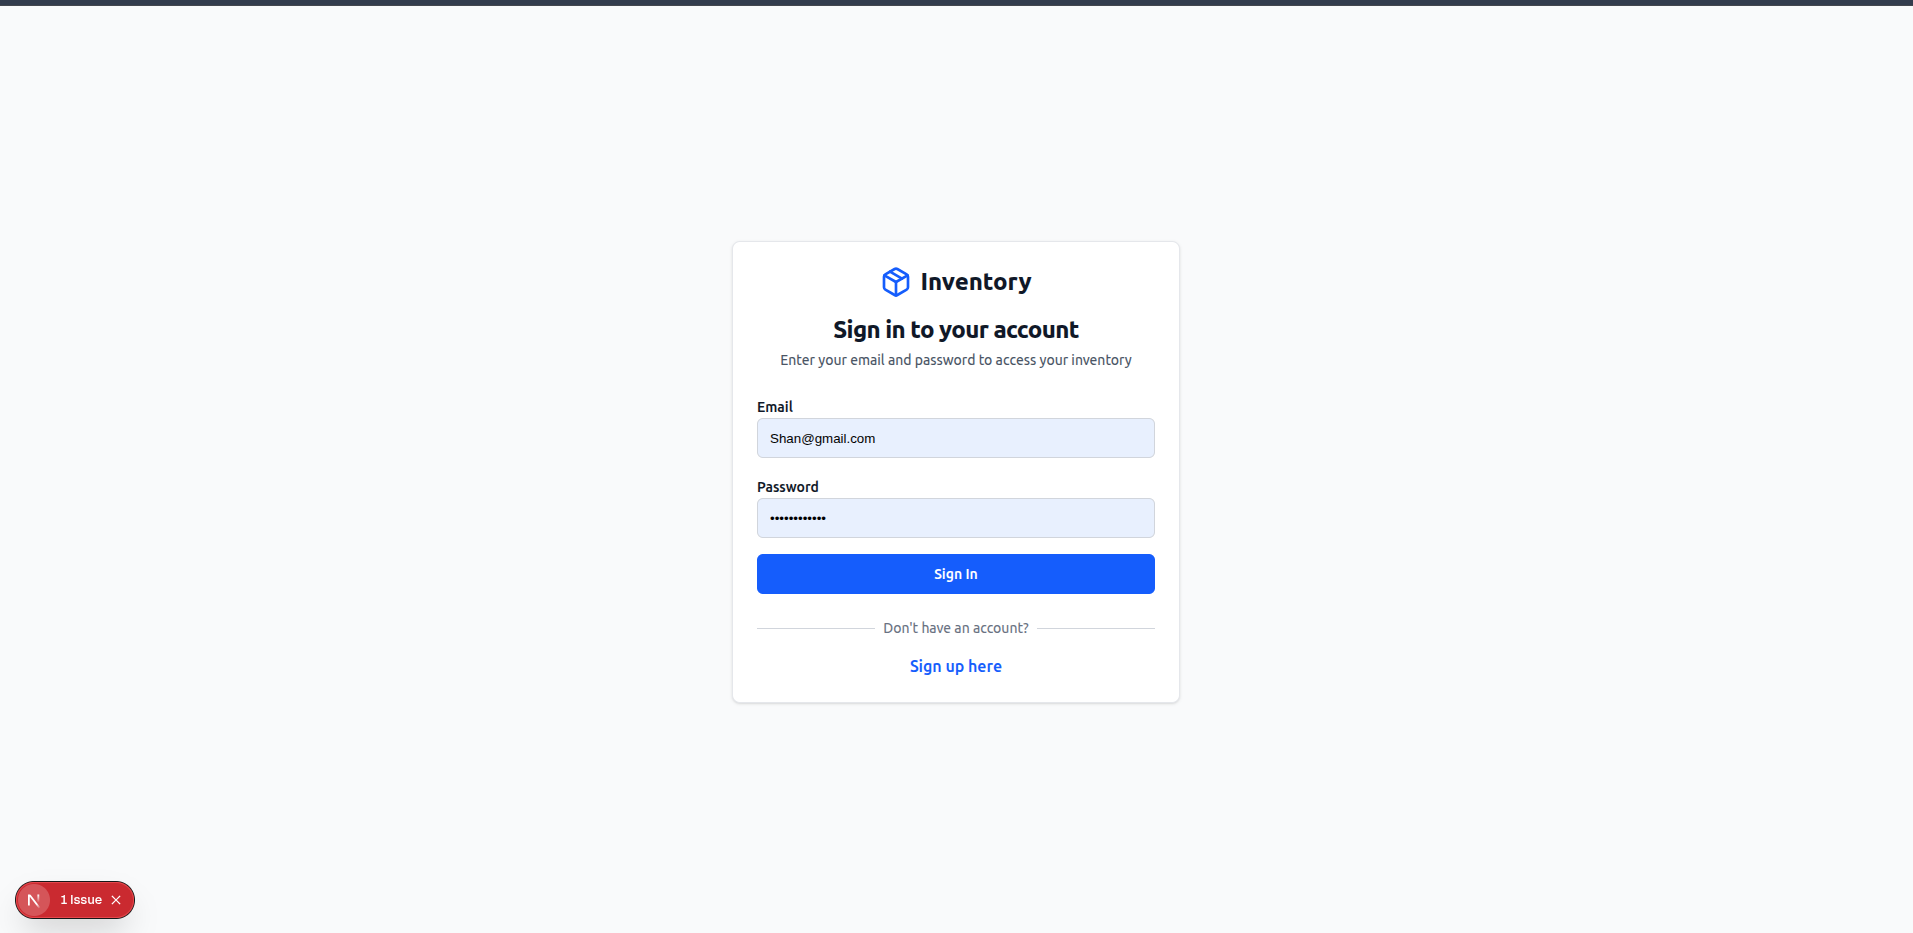 Inventory
Sign in to your account
Enter your email and password to access your inventory
Email
Shan@gmail.com
Password
••••••••••••
Sign In
Don't have an account?
Sign up here
N 1 Issue ×